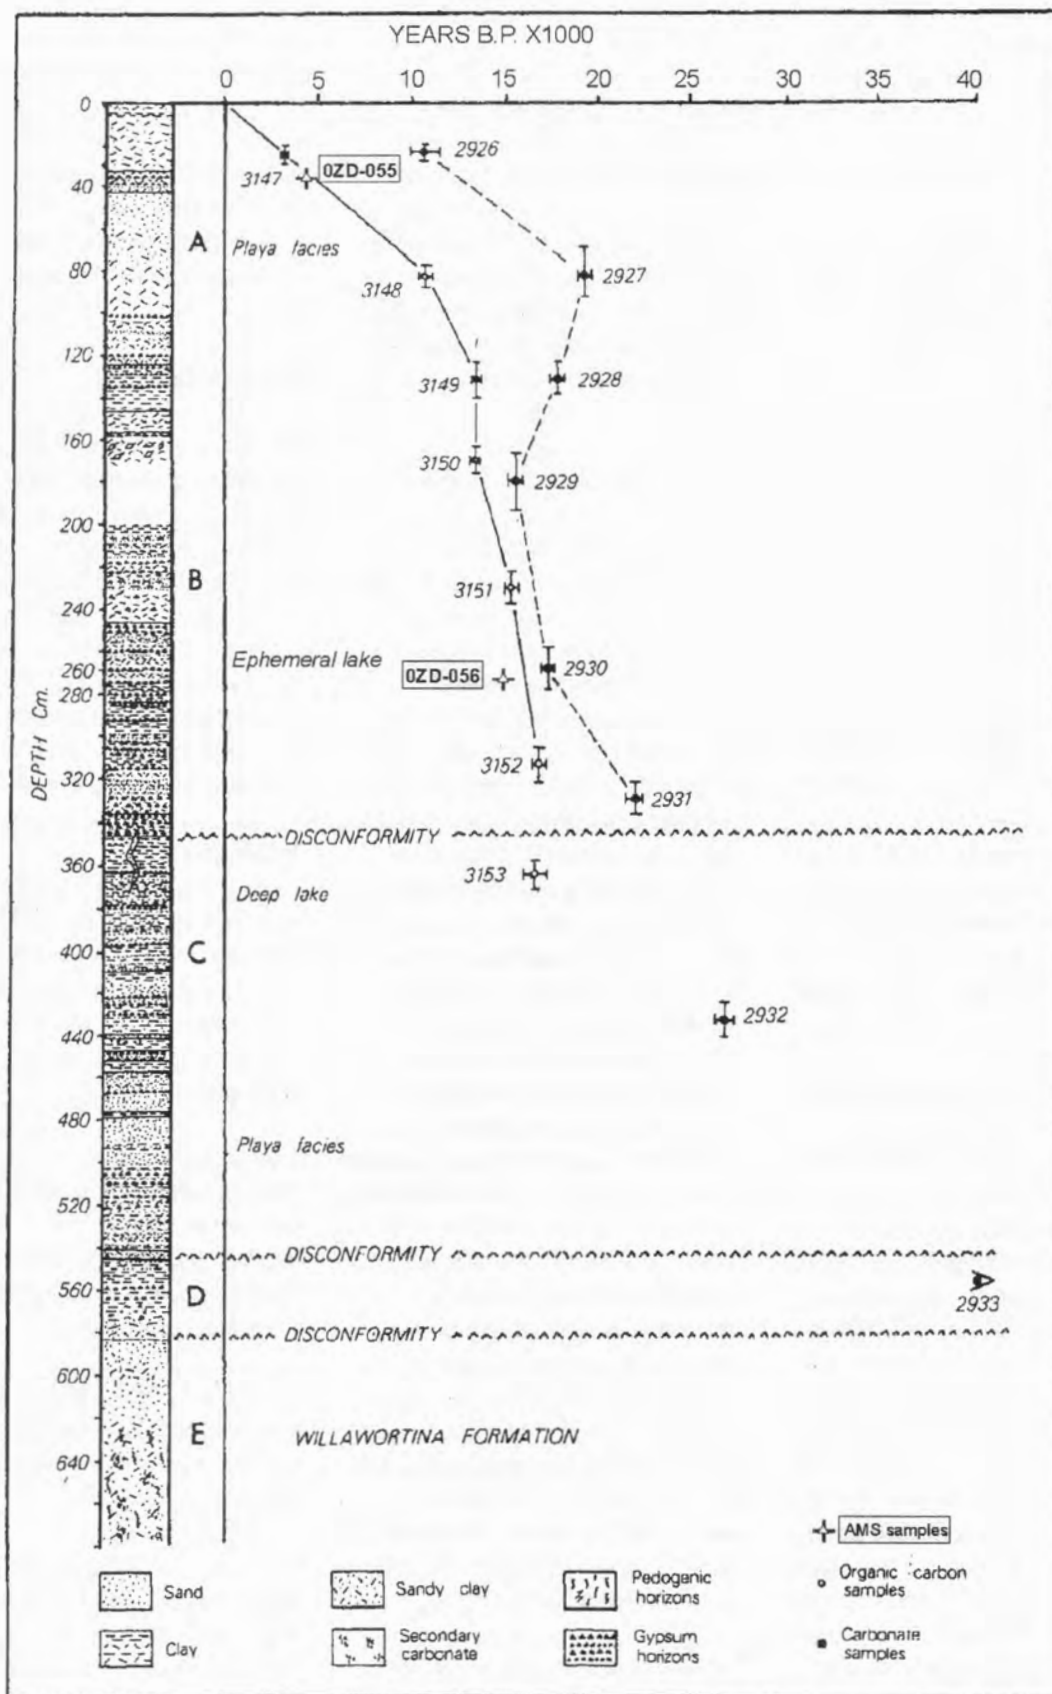 YEARS B.P. X1000
0 5 10 15 20 25 30 35 40
0
2926
0ZD-055
3147
40
A
Playa facies
2927
80
3148
120
3149
2928
160
3150
2929
200
B
3151
240
Ephemeral lake
2930
260
0ZD-056
280
DEPTH Cm.
3152
2931
320
DISCONFORMITY
360
3153
Deep lake
400
C
2932
440
480
Playa facies
520
DISCONFORMITY
560
D
2933
DISCONFORMITY
600
E
WILLAWORTINA FORMATION
640
AMS samples
Sand
Sandy clay
Pedogenic
horizons
Organic carbon
samples
Clay
Secondary
carbonate
Gypsum
horizons
Carbonate
samples